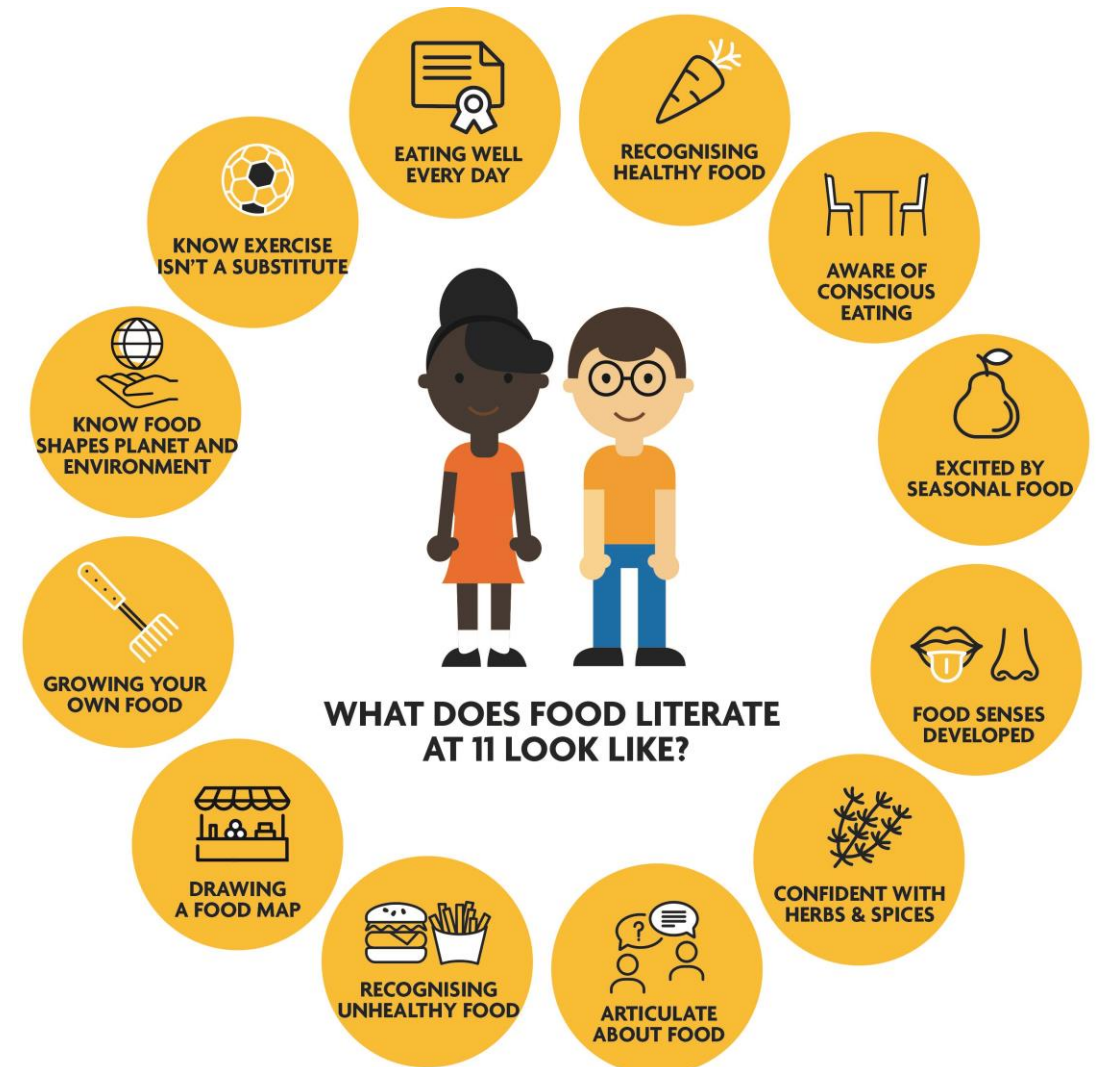 EATING WELL
EVERY DAY
RECOGNISING
HEALTHY FOOD
AWARE OF
CONSCIOUS
EATING
EXCITED BY
SEASONAL FOOD
FOOD SENSES
DEVELOPED
CONFIDENT WITH
HERBS & SPICES
ARTICULATE
ABOUT FOOD
RECOGNISING
UNHEALTHY FOOD
DRAWING
A FOOD MAP
GROWING YOUR
OWN FOOD
KNOW FOOD
SHAPES PLANET AND
ENVIRONMENT
KNOW EXERCISE
ISN'T A SUBSTITUTE
WHAT DOES FOOD LITERATE
AT 11 LOOK LIKE?
?